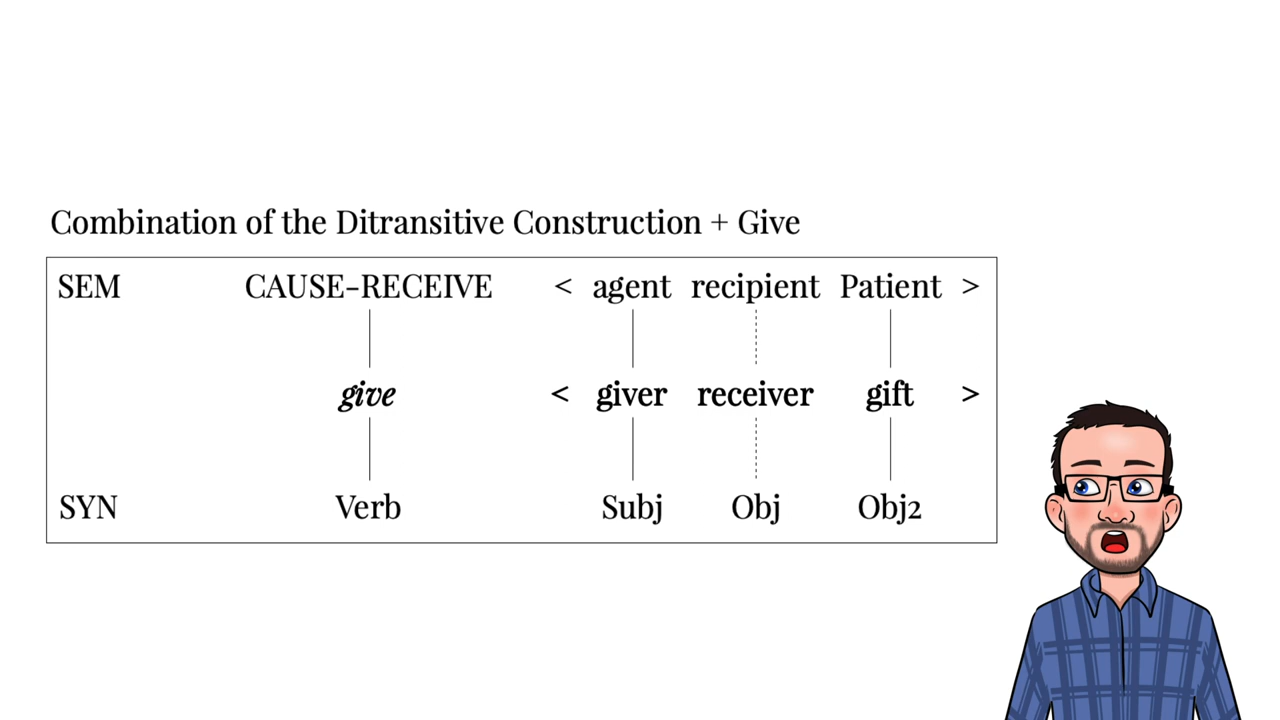 Combination of the Ditransitive Construction + Give
SEM CAUSE-RECEIVE < agent recipient Patient >
give < giver receiver gift >
SYN Verb Subj Obj Obj2